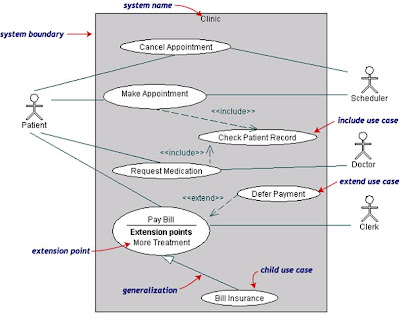 system name
Clinic
system boundary
Cancel Appointment
Make Appointment
Scheduler
<<include>>
Patient
include use case
Check Patient Record
<<include>>
Doctor
Request Medication
extend use case
<<extend>>
Defer Payment
Pay Bill
Clerk
Extension points
extension point
More Treatment
child use case
generalization
Bill Insurance